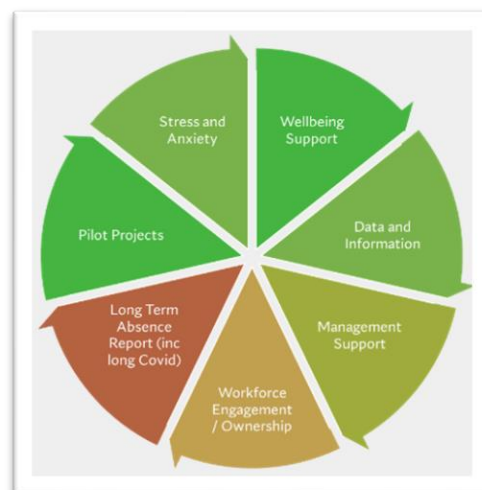 Stress and
Anxiety
Wellbeing
Support
Data and
Information
Management
Support
Workforce
Engagement
/ Ownership
Long Term
Absence
Report (inc
long Covid)
Pilot Projects